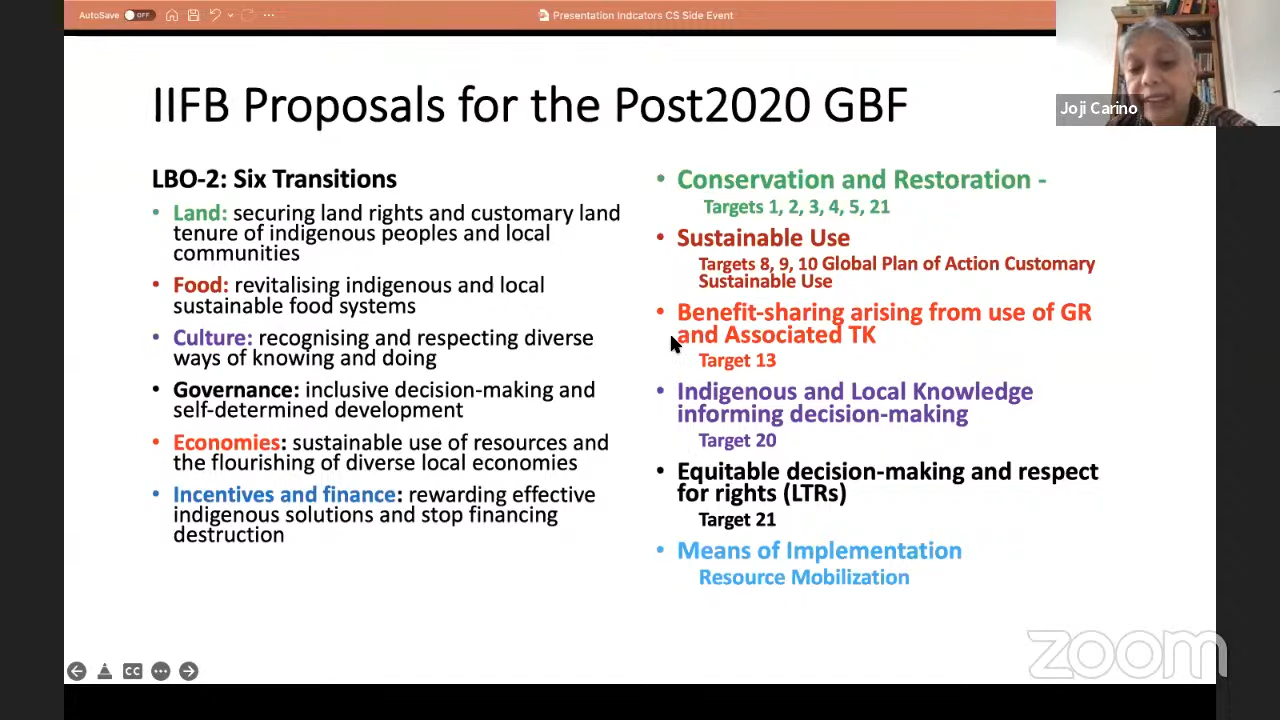 AutoSave OFF
Presentation Indcators CS Side Event
Joji Carino
IIFB Proposals for the Post2020 GBF
LBO-2: Six Transitions
• Land: securing land rights and customary land
tenure of indigenous peoples and local
communities
• Food: revitalising indigenous and local
sustainable food systems
• Culture: recognising and respecting diverse
ways of knowing and doing
• Governance: inclusive decision-making and
self-determined development
• Economies: sustainable use of resources and
the flourishing of diverse local economies
• Incentives and finance: rewarding effective
indigenous solutions and stop financing
destruction
• Conservation and Restoration -
Targets 1, 2, 3, 4, 5, 21
• Sustainable Use
Targets 8, 9, 10 Global Plan of Action Customary
Sustainable Use
• Benefit-sharing arising from use of GR
and Associated TK
Target 13
• Indigenous and Local Knowledge
informing decision-making
Target 20
• Equitable decision-making and respect
for rights (LTRs)
Target 21
• Means of Implementation
Resource Mobilization
CC
zoom